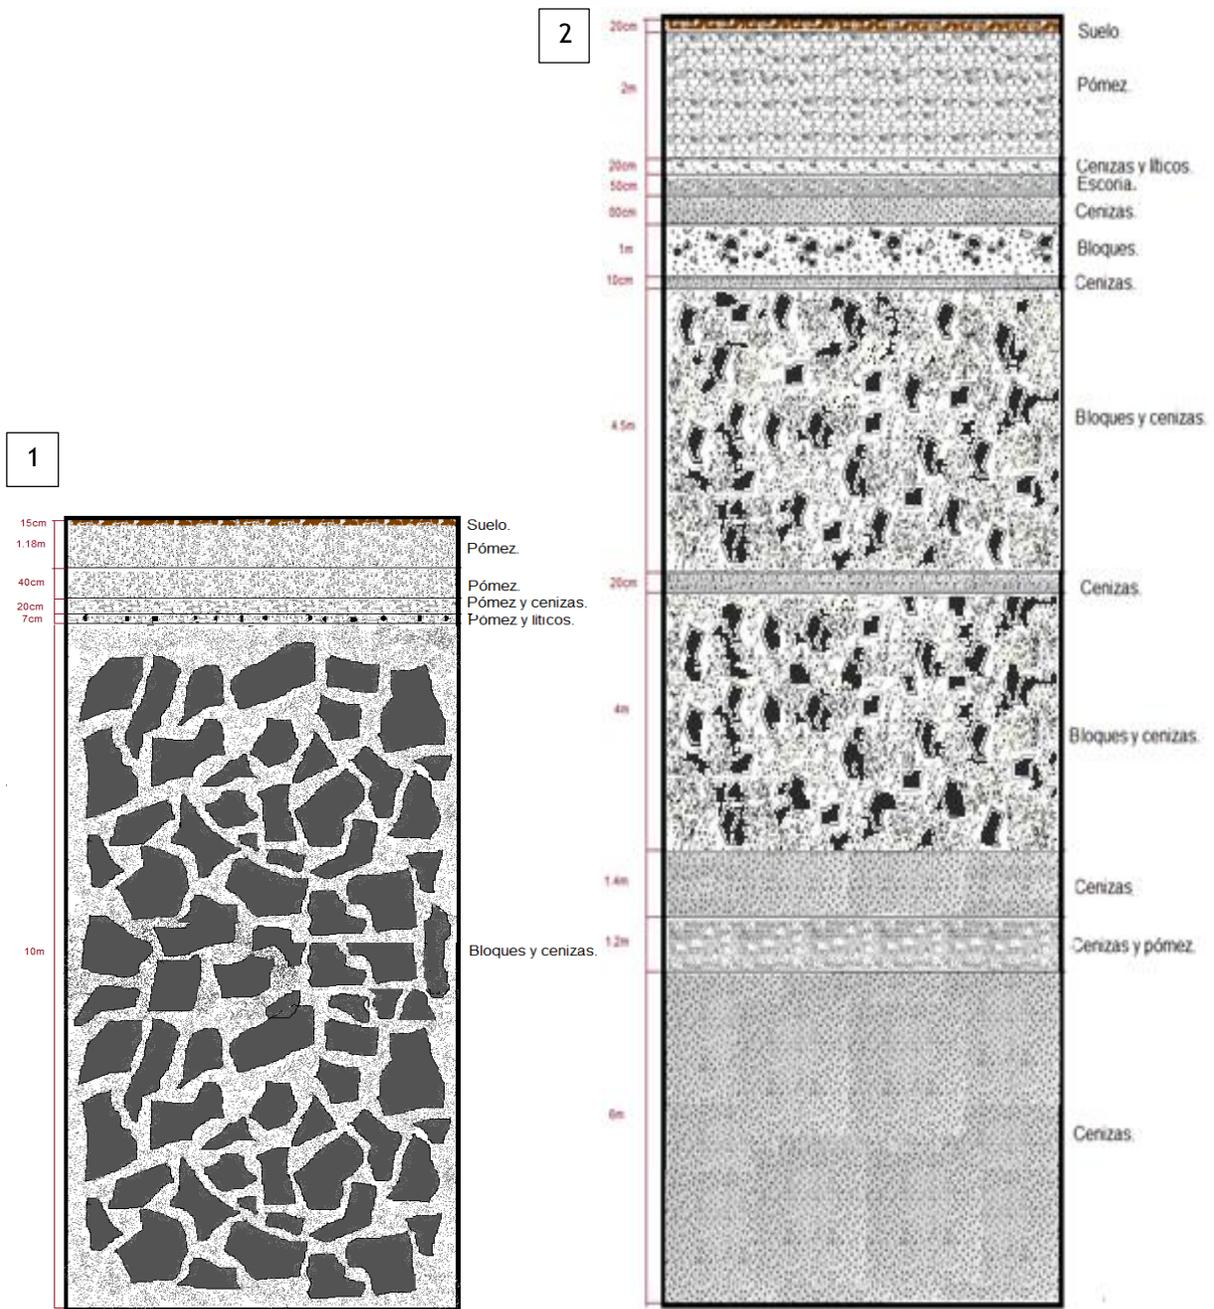 1
15cm
Suelo.
1.18m
Pómez.
40cm
Pómez.
20cm
Pómez y cenizas.
7cm
Pómez y líticos.
10m
Bloques y cenizas.
2
20cm
Suelo
2m
Pómez.
20cm
Cenizas y líticos.
50cm
Escoria.
80cm
Cenizas.
1m
Bloques.
10cm
Cenizas.
4.5m
Bloques y cenizas.
20cm
Cenizas.
4m
Bloques y cenizas.
1.4m
Cenizas
1.2m
Cenizas y pómez.
6m
Cenizas.